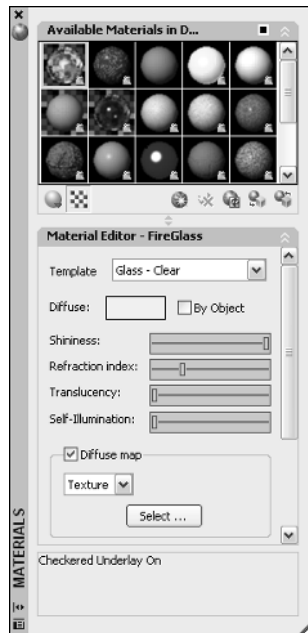 Available Materials in D...
Material Editor - FireGlass
Template Glass - Clear
Diffuse: By Object
Shininess:
Refraction index:
Translucency:
Self-Illumination:
Diffuse map
Texture
Select ...
Checkered Underlay On
MATERIALS